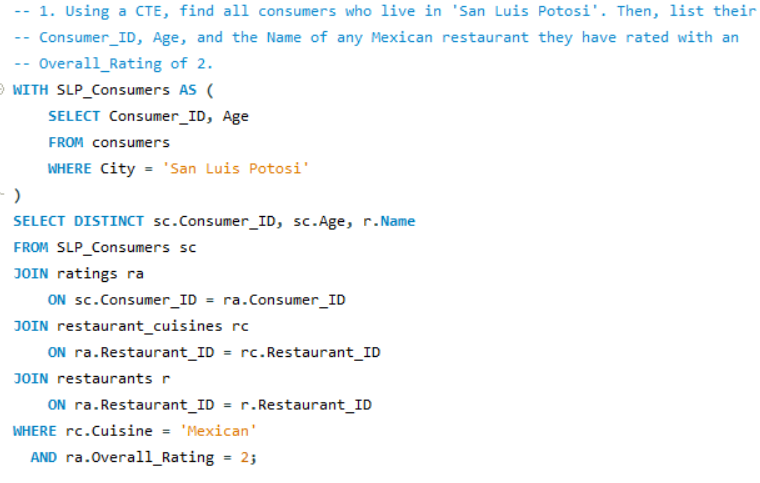 -- 1. Using a CTE, find all consumers who live in 'San Luis Potosi'. Then, list their
-- Consumer_ID, Age, and the Name of any Mexican restaurant they have rated with an
-- Overall_Rating of 2.
WITH SLP_Consumers AS (
    SELECT Consumer_ID, Age
    FROM consumers
    WHERE City = 'San Luis Potosi'
)
SELECT DISTINCT sc.Consumer_ID, sc.Age, r.Name
FROM SLP_Consumers sc
JOIN ratings ra
    ON sc.Consumer_ID = ra.Consumer_ID
JOIN restaurant_cuisines rc
    ON ra.Restaurant_ID = rc.Restaurant_ID
JOIN restaurants r
    ON ra.Restaurant_ID = r.Restaurant_ID
WHERE rc.Cuisine = 'Mexican'
  AND ra.Overall_Rating = 2;